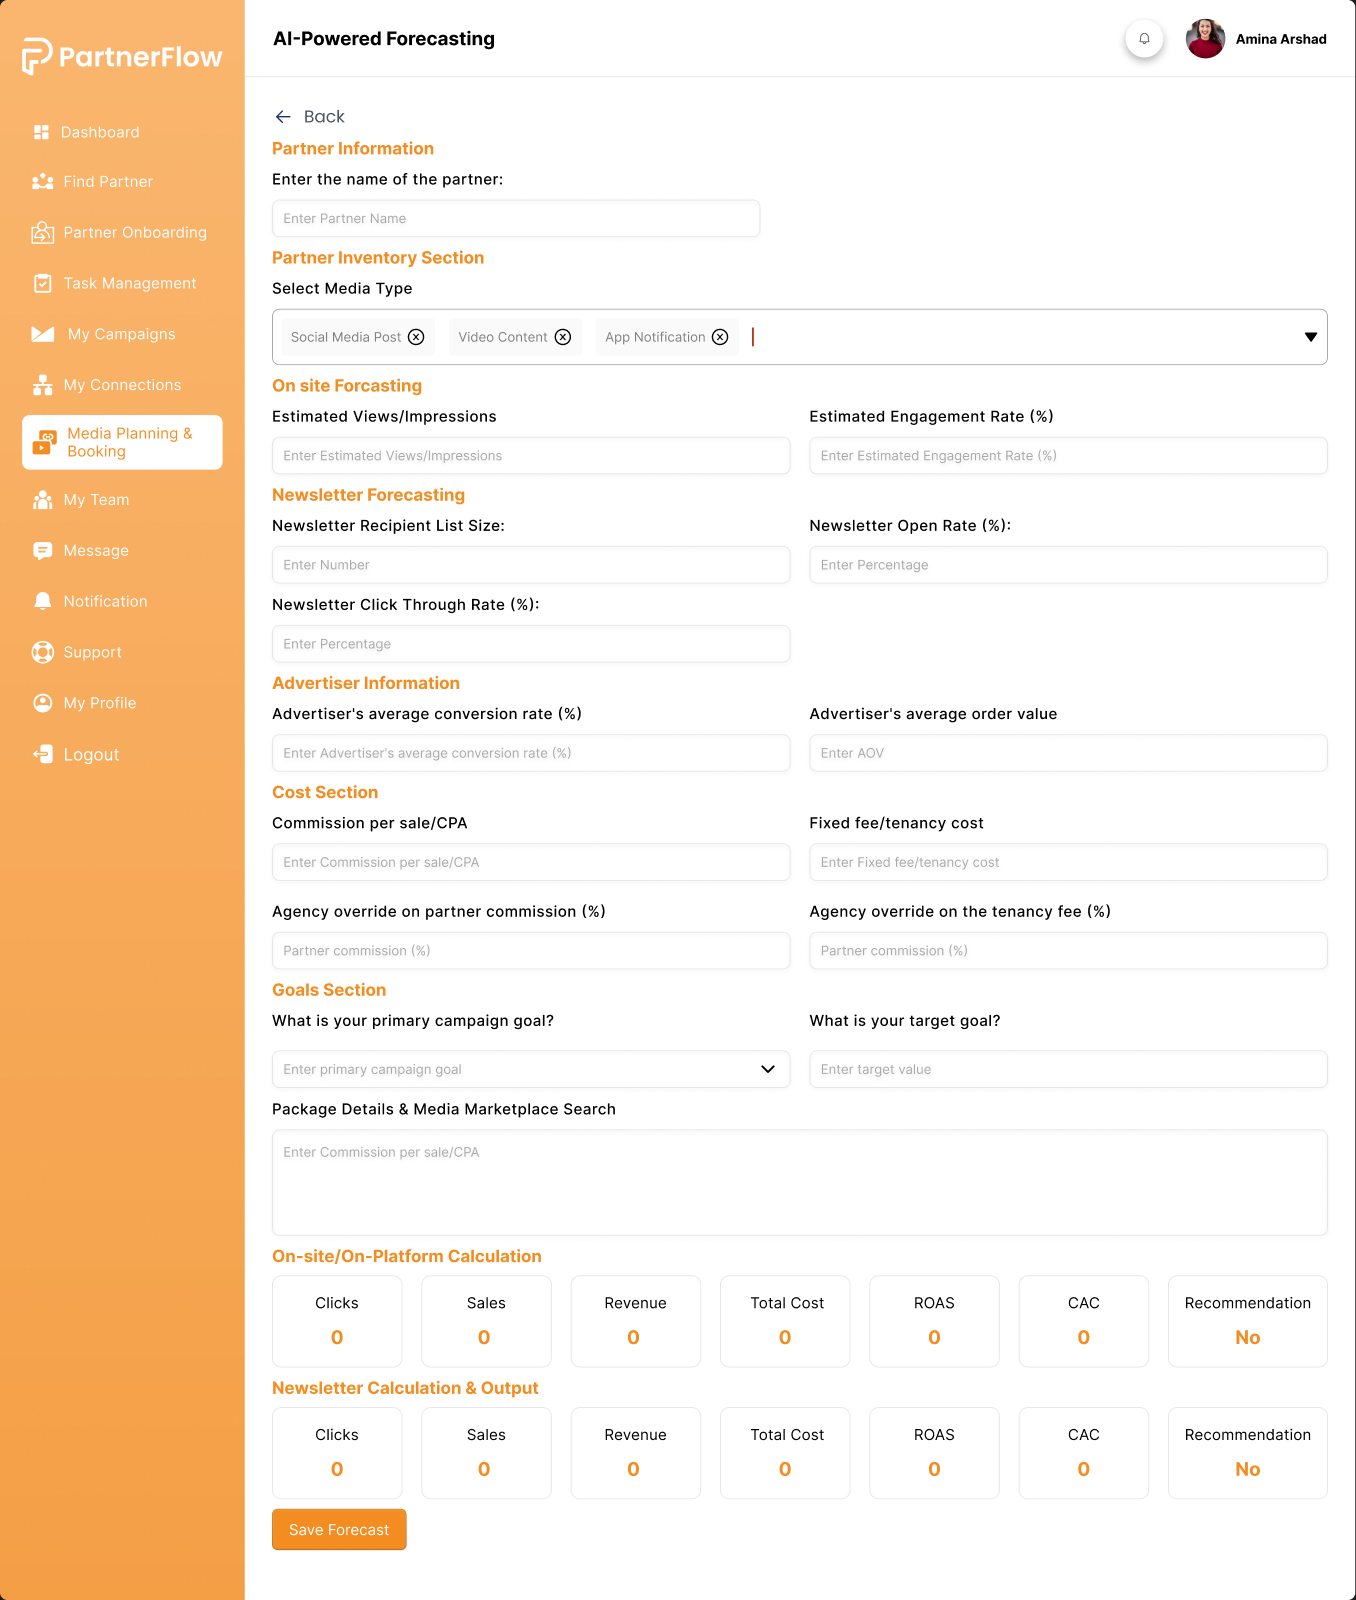 PartnerFlow
Dashboard
Find Partner
Partner Onboarding
Task Management
My Campaigns
My Connections
Media Planning &
Booking
My Team
Message
Notification
Support
My Profile
Logout
AI-Powered Forecasting
Amina Arshad
Back
Partner Information
Enter the name of the partner:
Enter Partner Name
Partner Inventory Section
Select Media Type
Social Media Post Video Content App Notification
On site Forcasting
Estimated Views/Impressions Estimated Engagement Rate (%)
Enter Estimated Views/Impressions Enter Estimated Engagement Rate (%)
Newsletter Forecasting
Newsletter Recipient List Size: Newsletter Open Rate (%):
Enter Number Enter Percentage
Newsletter Click Through Rate (%):
Enter Percentage
Advertiser Information
Advertiser's average conversion rate (%) Advertiser's average order value
Enter Advertiser's average conversion rate (%) Enter AOV
Cost Section
Commission per sale/CPA Fixed fee/tenancy cost
Enter Commission per sale/CPA Enter Fixed fee/tenancy cost
Agency override on partner commission (%) Agency override on the tenancy fee (%)
Partner commission (%) Partner commission (%)
Goals Section
What is your primary campaign goal? What is your target goal?
Enter primary campaign goal Enter target value
Package Details & Media Marketplace Search
Enter Commission per sale/CPA
On-site/On-Platform Calculation
Clicks Sales Revenue Total Cost ROAS CAC Recommendation
0 0 0 0 0 0 No
Newsletter Calculation & Output
Clicks Sales Revenue Total Cost ROAS CAC Recommendation
0 0 0 0 0 0 No
Save Forecast